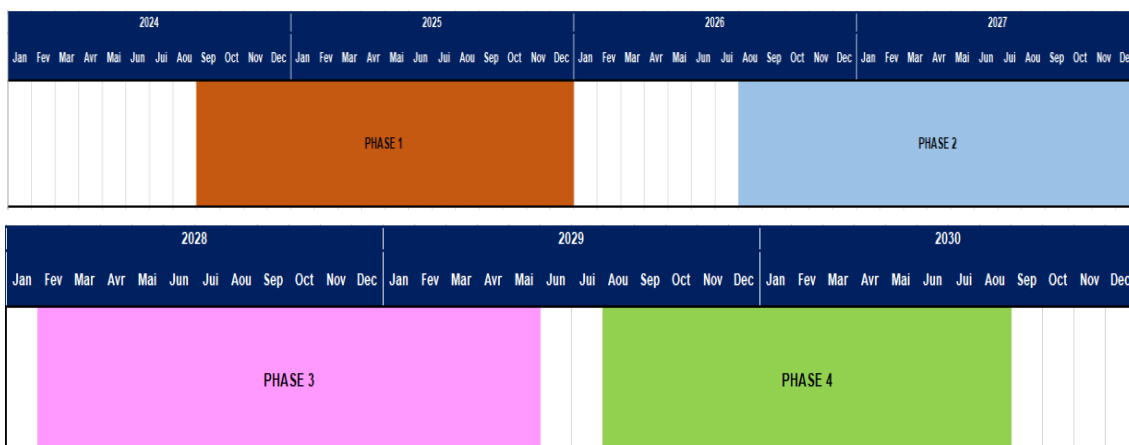 2024 2025 2026 2027
Jan Fev Mar Avr Mai Jun Jui Aou Sep Oct Nov Dec Jan Fev Mar Avr Mai Jun Jui Aou Sep Oct Nov Dec Jan Fev Mar Avr Mai Jun Jui Aou Sep Oct Nov Dec Jan Fev Mar Avr Mai Jun Jui Aou Sep Oct Nov De
PHASE 1 PHASE 2
2028 2029 2030
Jan Fev Mar Avr Mai Jun Jui Aou Sep Oct Nov Dec Jan Fev Mar Avr Mai Jun Jui Aou Sep Oct Nov Dec Jan Fev Mar Avr Mai Jun Jui Aou Sep Oct Nov Dec
PHASE 3 PHASE 4